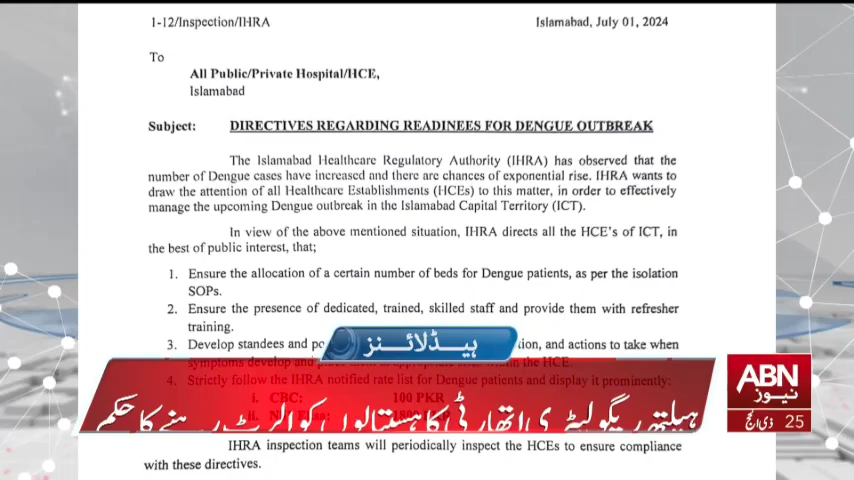 1-12/Inspection/IHRA
Islamabad, July 01, 2024
To
All Public/Private Hospital/HCE,
Islamabad
Subject: DIRECTIVES REGARDING READINEES FOR DENGUE OUTBREAK
The Islamabad Healthcare Regulatory Authority (IHRA) has observed that the
number of Dengue cases have increased and there are chances of exponential rise. IHRA wants to
draw the attention of all Healthcare Establishments (HCEs) to this matter, in order to effectively
manage the upcoming Dengue outbreak in the Islamabad Capital Territory (ICT).
In view of the above mentioned situation, IHRA directs all the HCE's of ICT, in
the best of public interest, that;
1. Ensure the allocation of a certain number of beds for Dengue patients, as per the isolation
SOPs.
2. Ensure the presence of dedicated, trained, skilled staff and provide them with refresher
training.
3. Develop standees and po ion, and actions to take when
symptoms develop and the HCE.
4. Strictly follow the IHRA notified rate list for Dengue patients and display it prominently:
i. CBC: 100 PKR
ii.
ہیڈلائنز
ہیلتھ ریگولیٹری اتھارٹی کا ہسپتالوں کو الرٹ رہنے کا حکم
ABN
نیوز
25 ذی الحج
IHRA inspection teams will periodically inspect the HCEs to ensure compliance
with these directives.